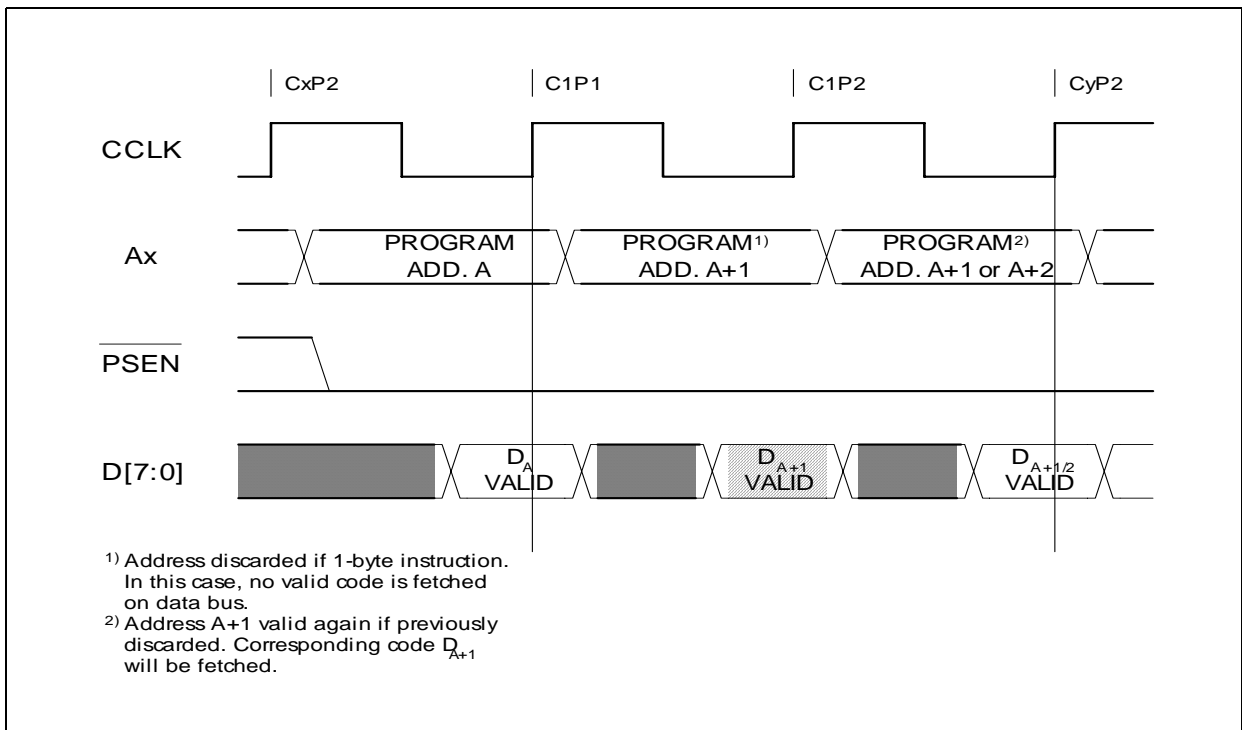 CxP2 C1P1 C1P2 CyP2
CCLK
Ax
PROGRAM PROGRAM1) PROGRAM2)
ADD. A ADD. A+1 ADD. A+1 or A+2
PSEN
D[7:0]
DA DA+1 DA+1/2
VALID VALID VALID
1) Address discarded if 1-byte instruction.
In this case, no valid code is fetched
on data bus.
2) Address A+1 valid again if previously
discarded. Corresponding code DA+1
will be fetched.